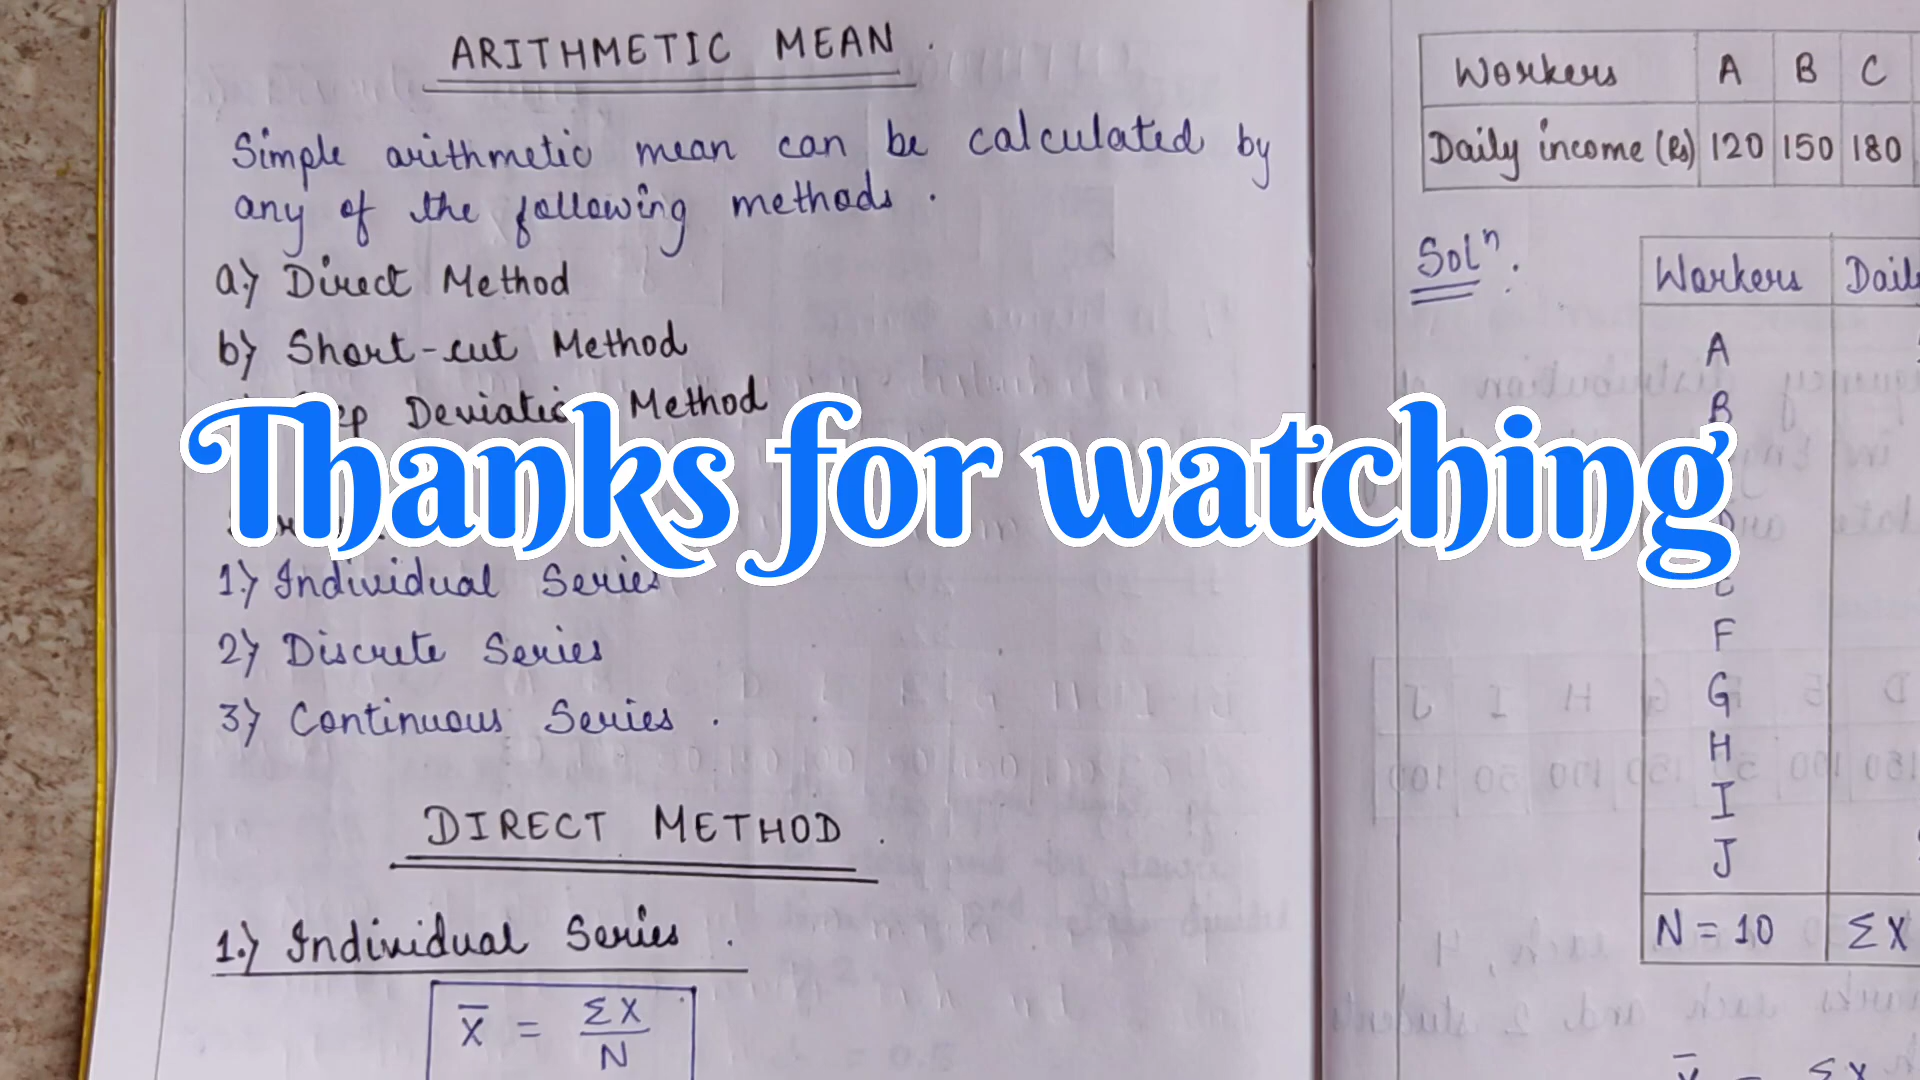 ARITHMETIC MEAN.
Simple arithmetic mean can be calculated by
any of the following methods.
a) Direct Method
b) Short-cut Method
Deviation Method
Thanks for watching
1) Individual Series
2) Discrete Series
3) Continuous Series.
DIRECT METHOD.
1.) Individual Series.
X̄ = ΣX/N
Workers A B C
Daily income (Rs) 120 150 180
Solⁿ.
Workers
A
B
F
G
H
I
J
N = 10 ΣX